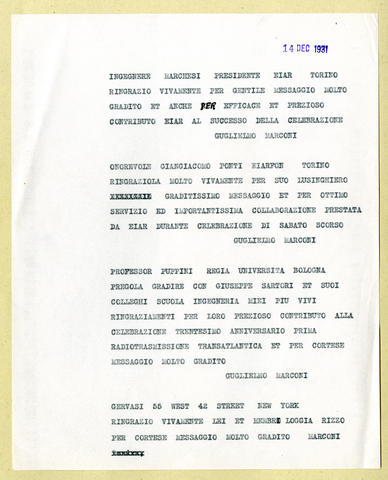 14 DEC 1931
INGEGNERE MARCHESI PRESIDENTE EIAR TORINO
RINGRAZIO VIVAMENTE PER GENTILE MESSAGGIO MOLTO
GRADITO ET ANCHE PER EFFICACE ET PREZIOSO
CONTRIBUTO EIAR AL SUCCESSO DELLA CELEBRAZIONE
GUGLIELMO MARCONI
ONOREVOLE GIANGIACOMO PONTI EIARFON TORINO
RINGRAZIOLA MOLTO VIVAMENTE PER SUO LUSINGHIERO
GRADITISSIMO MESSAGGIO ET PER OTTIMO
SERVIZIO ED IMPORTANTISSIMA COLLABORAZIONE PRESTATA
DA EIAR DURANTE CELEBRAZIONE DI SABATO SCORSO
GUGLIELMO MARCONI
PROFESSOR PUPPINI REGIA UNIVERSITA BOLOGNA
PREGOLA GRADIRE CON GIUSEPPE SARTORI ET SUOI
COLLEGHI SCUOLA INGEGNERIA MIEI PIU VIVI
RINGRAZIAMENTI PER LORO PREZIOSO CONTRIBUTO ALLA
CELEBRAZIONE TRENTESIMO ANNIVERSARIO PRIMA
RADIOTRASMISSIONE TRANSATLANTICA ET PER CORTESE
MESSAGGIO MOLTO GRADITO
GUGLIELMO MARCONI
GERVASI 55 WEST 42 STREET NEW YORK
RINGRAZIO VIVAMENTE LEI ET MEMBRI LOGGIA RIZZO
PER CORTESE MESSAGGIO MOLTO GRADITO MARCONI